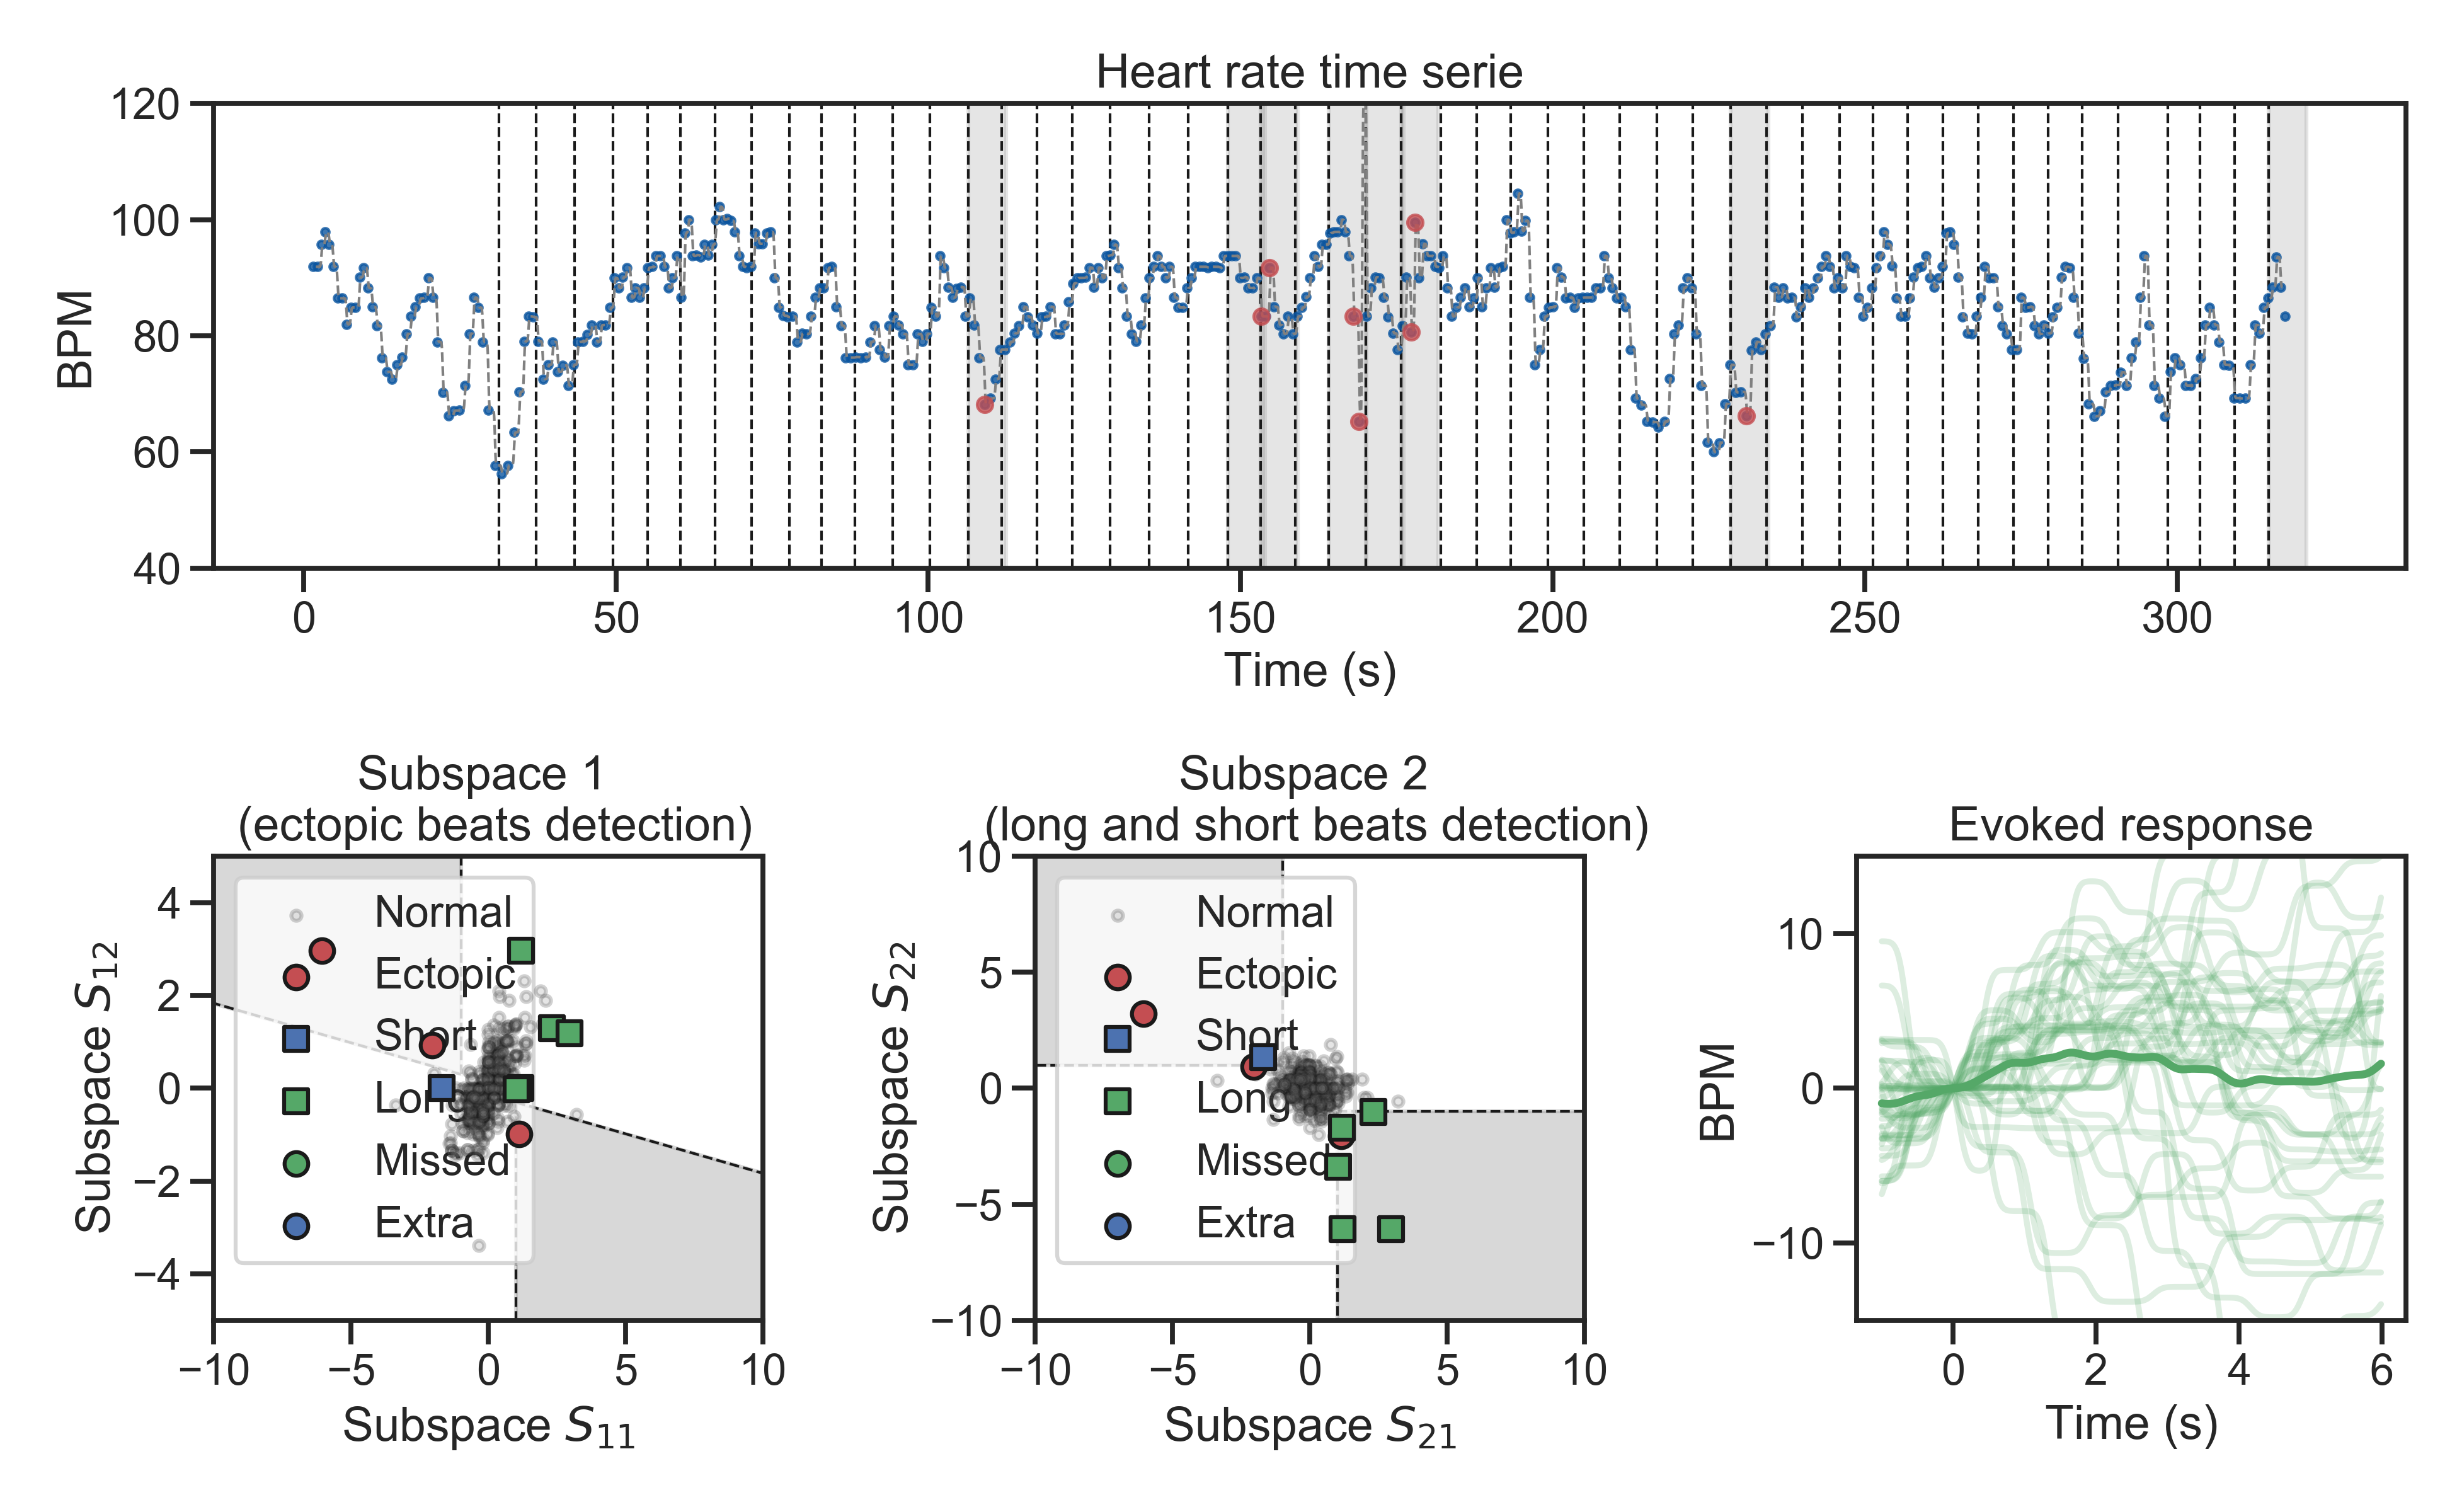 Heart rate time serie
120
100
80
60
40
BPM
0 50 100 150 200 250 300
Time (s)
Subspace 1
(ectopic beats detection)
4
2
0
−2
−4
Subspace S12
Normal
Ectopic
Short
Long
Missed
Extra
−10 −5 0 5 10
Subspace S11
Subspace 2
(long and short beats detection)
10
5
0
−5
−10
Subspace S22
Normal
Ectopic
Short
Long
Missed
Extra
−10 −5 0 5 10
Subspace S21
Evoked response
10
0
−10
BPM
0 2 4 6
Time (s)